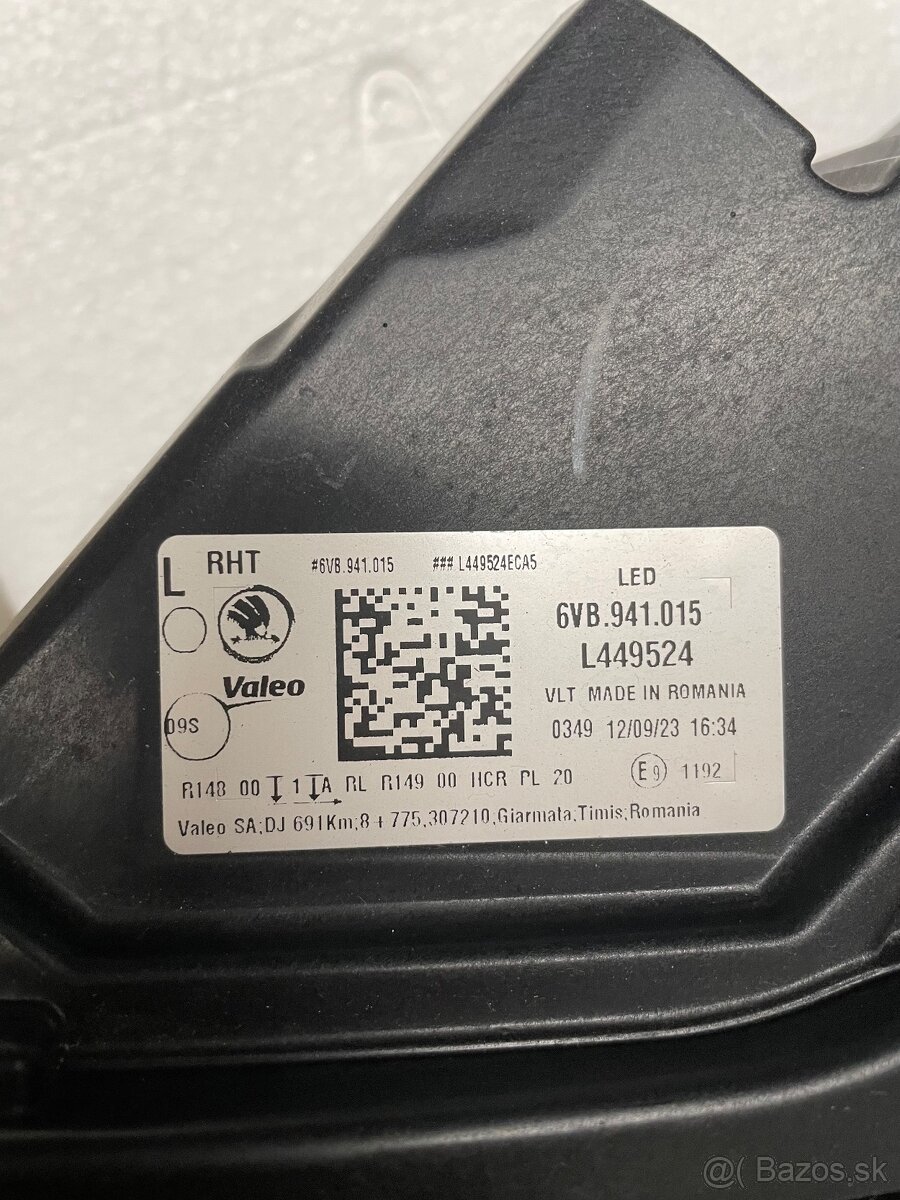 L RHT #6VB.941.015 ### L449524ECA5
LED
6VB.941.015
L449524
Valeo
VLT MADE IN ROMANIA
09S
0349 12/09/23 16:34
R148 00 1 A RL R149 00 HCR PL 20 E9 1192
Valeo SA;DJ 691Km;8+775,307210,Giarmata;Timis;Romania
@( Bazos.sk